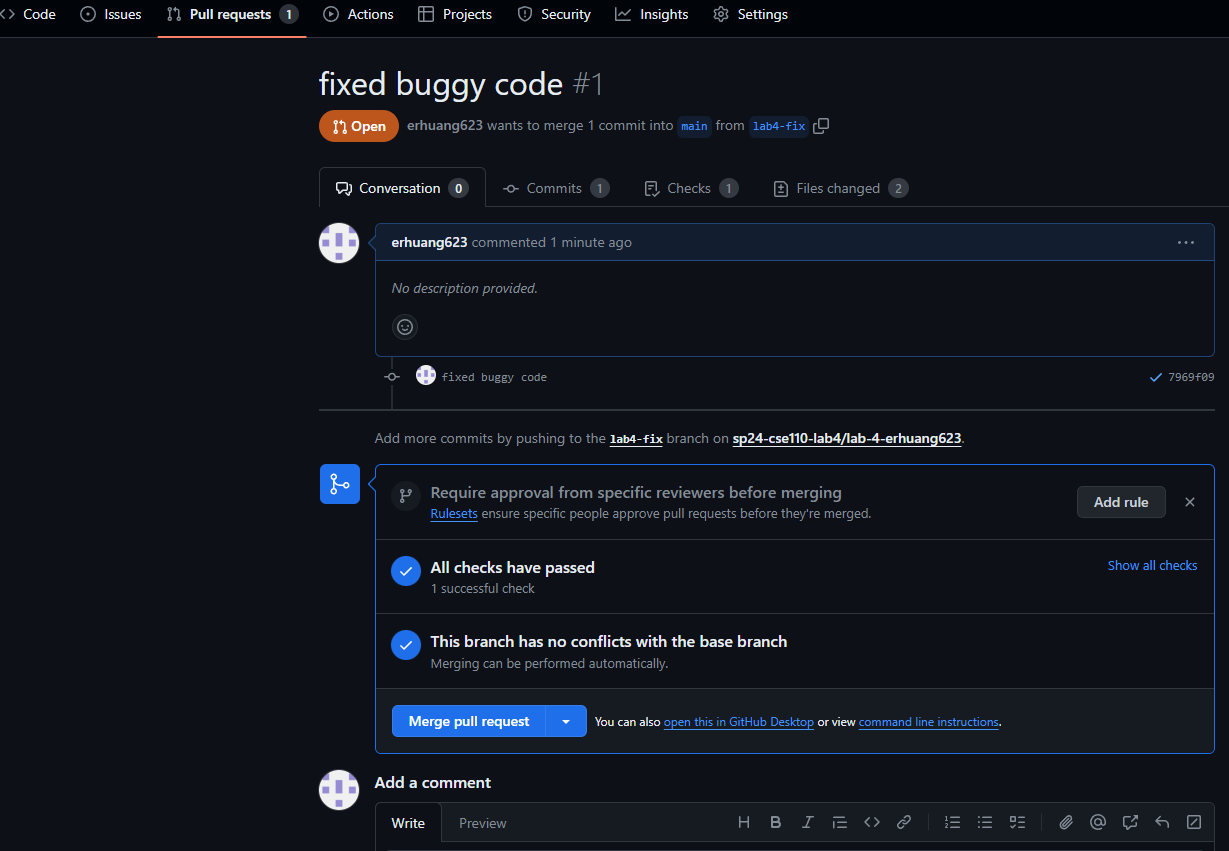 Code Issues Pull requests 1 Actions Projects Security Insights Settings
fixed buggy code #1
Open erhuang623 wants to merge 1 commit into main from lab4-fix
Conversation 0 Commits 1 Checks 1 Files changed 2
erhuang623 commented 1 minute ago
No description provided.
fixed buggy code 7969f09
Add more commits by pushing to the lab4-fix branch on sp24-cse110-lab4/lab-4-erhuang623.
Require approval from specific reviewers before merging
Rulesets ensure specific people approve pull requests before they're merged.
Add rule
All checks have passed
1 successful check
Show all checks
This branch has no conflicts with the base branch
Merging can be performed automatically.
Merge pull request You can also open this in GitHub Desktop or view command line instructions.
Add a comment
Write Preview